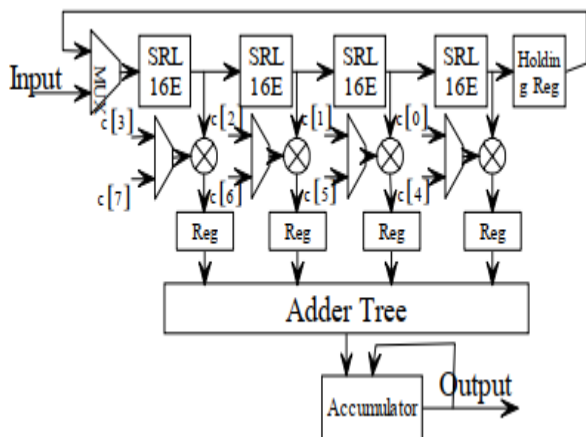 SRL
16E
SRL
16E
SRL
16E
SRL
16E
Holdin
g Reg
Input
MUX
c[3]
c[2]
c[1]
c[0]
c[7]
c[6]
c[5]
c[4]
Reg
Reg
Reg
Reg
Adder Tree
Accumulator
Output